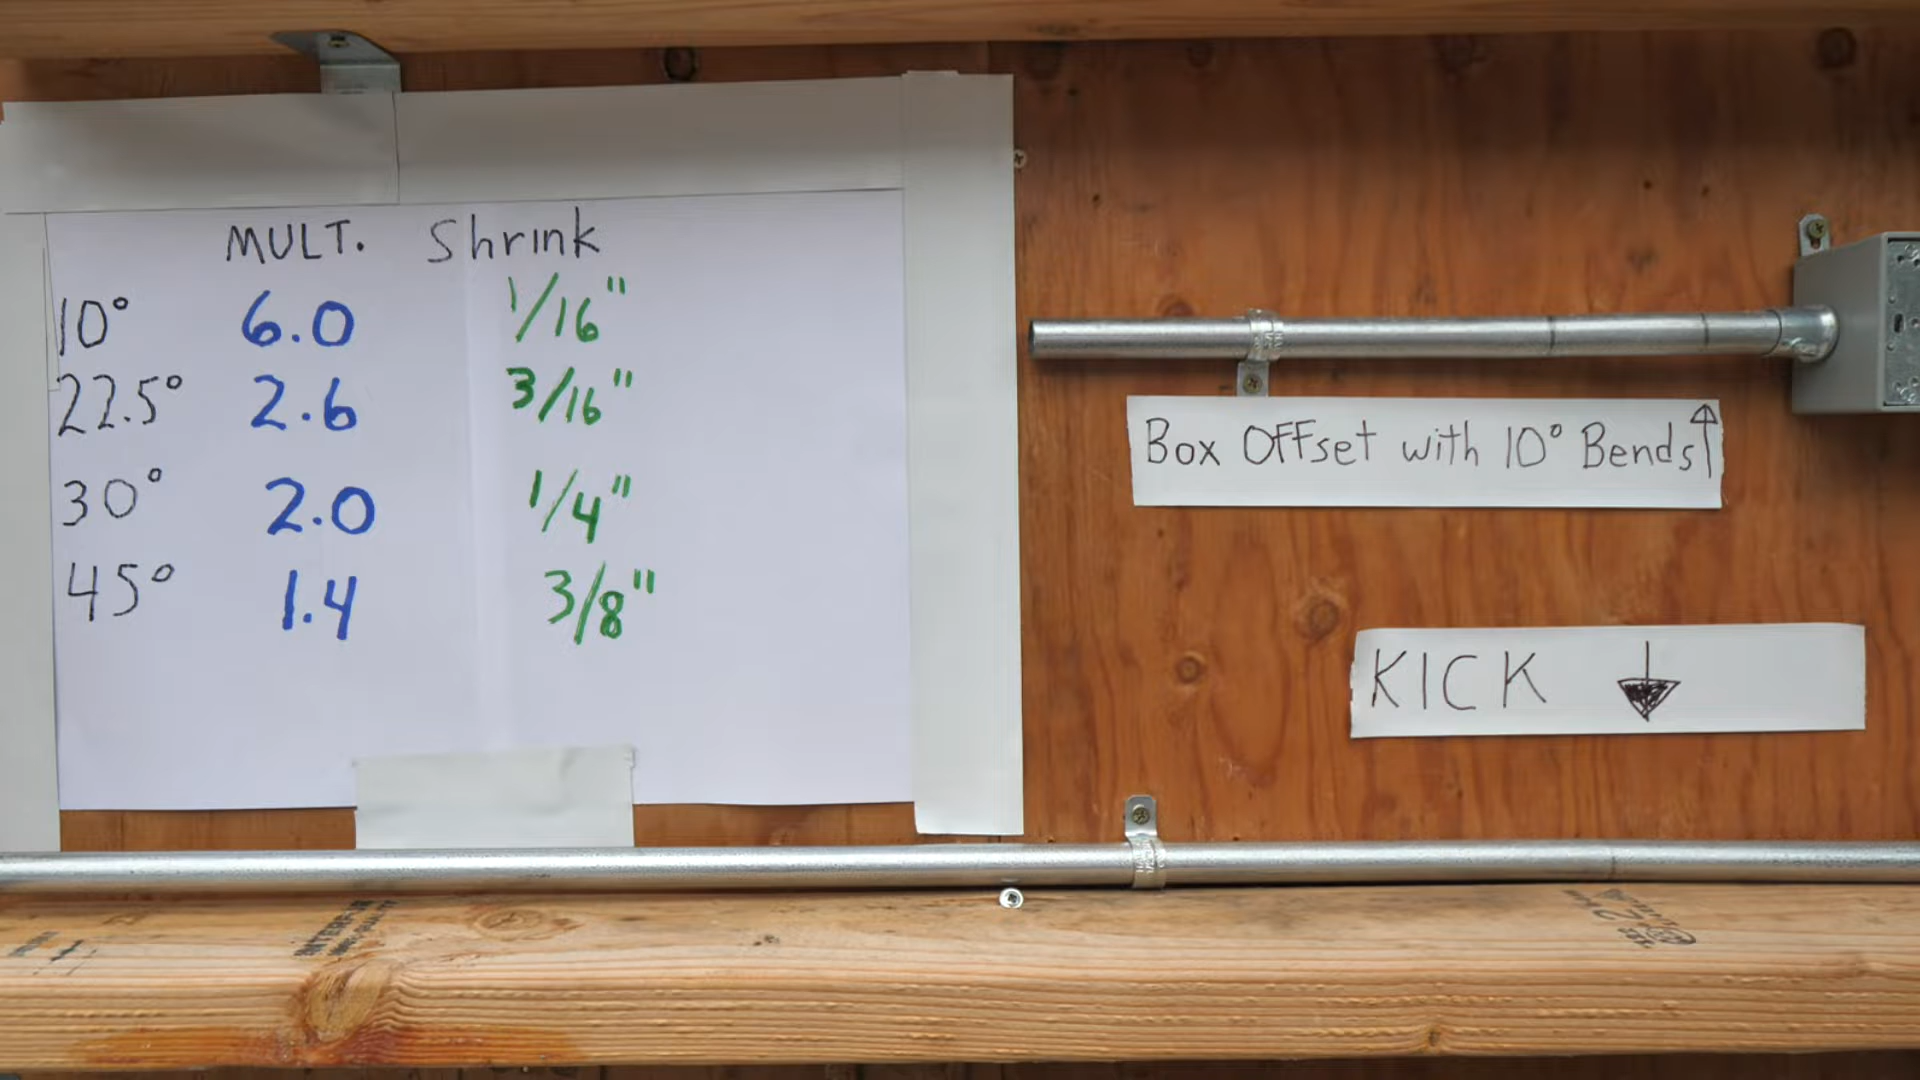 MULT. Shrink
10° 6.0 1/16"
22.5° 2.6 3/16"
30° 2.0 1/4"
45° 1.4 3/8"
Box Offset with 10° Bends
KICK